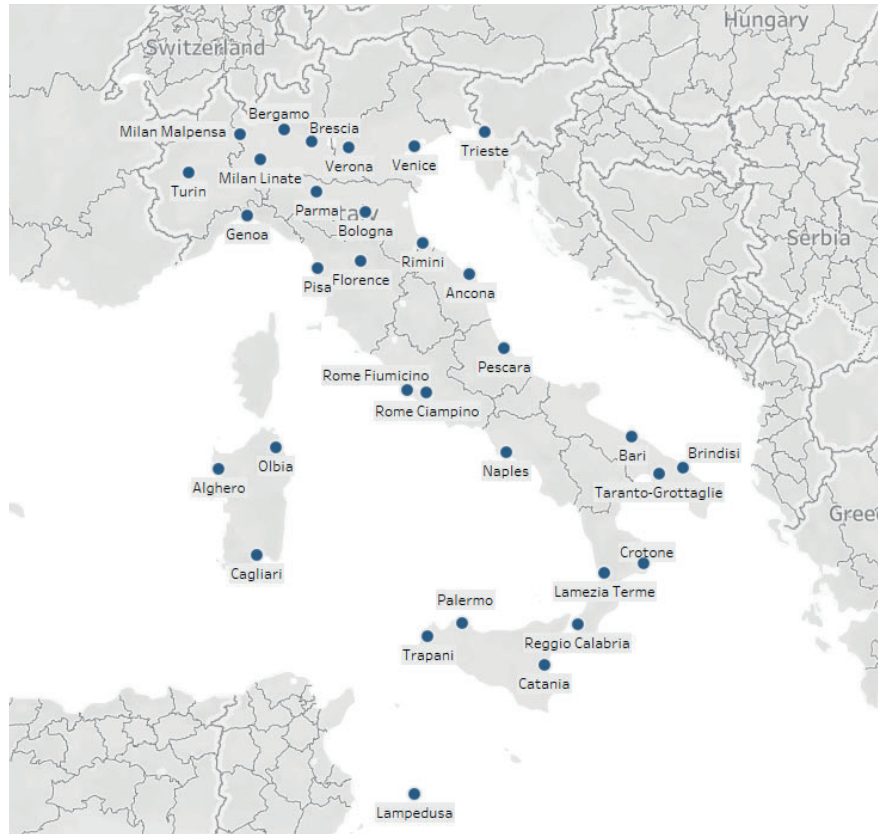 Hungary
Switzerland
Bergamo
Milan Malpensa
Brescia
Verona
Venice
Trieste
Milan Linate
Turin
Parma
taly
Bologna
Genoa
Serbia
Rimini
Florence
Pisa
Ancona
Pescara
Rome Fiumicino
Rome Ciampino
Bari
Brindisi
Olbia
Naples
Alghero
Taranto-Grottaglie
Greec
Crotone
Cagliari
Lamezia Terme
Palermo
Reggio Calabria
Trapani
Catania
Lampedusa